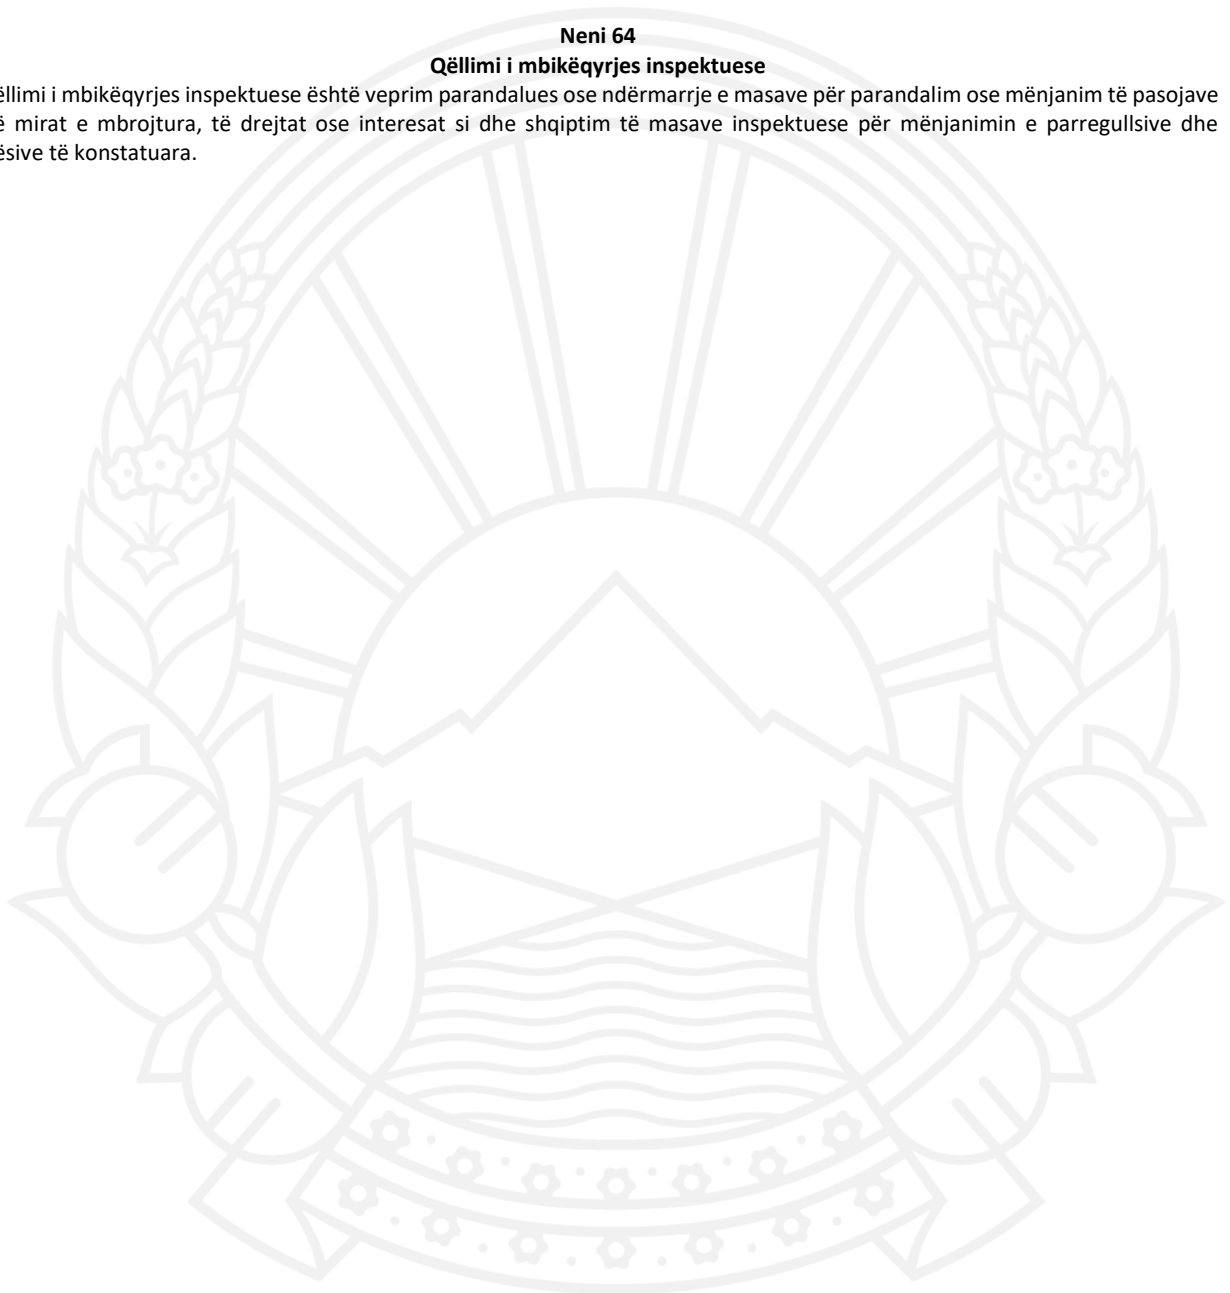 Neni 64
Qëllimi i mbikëqyrjes inspektuese
ëllimi i mbikëqyrjes inspektuese është veprim parandalues ose ndërmarrje e masave për parandalim ose mënjanim të pasojave
ë mirat e mbrojtura, të drejtat ose interesat si dhe shqiptim të masave inspektuese për mënjanimin e parregullsive dhe
ësive të konstatuara.